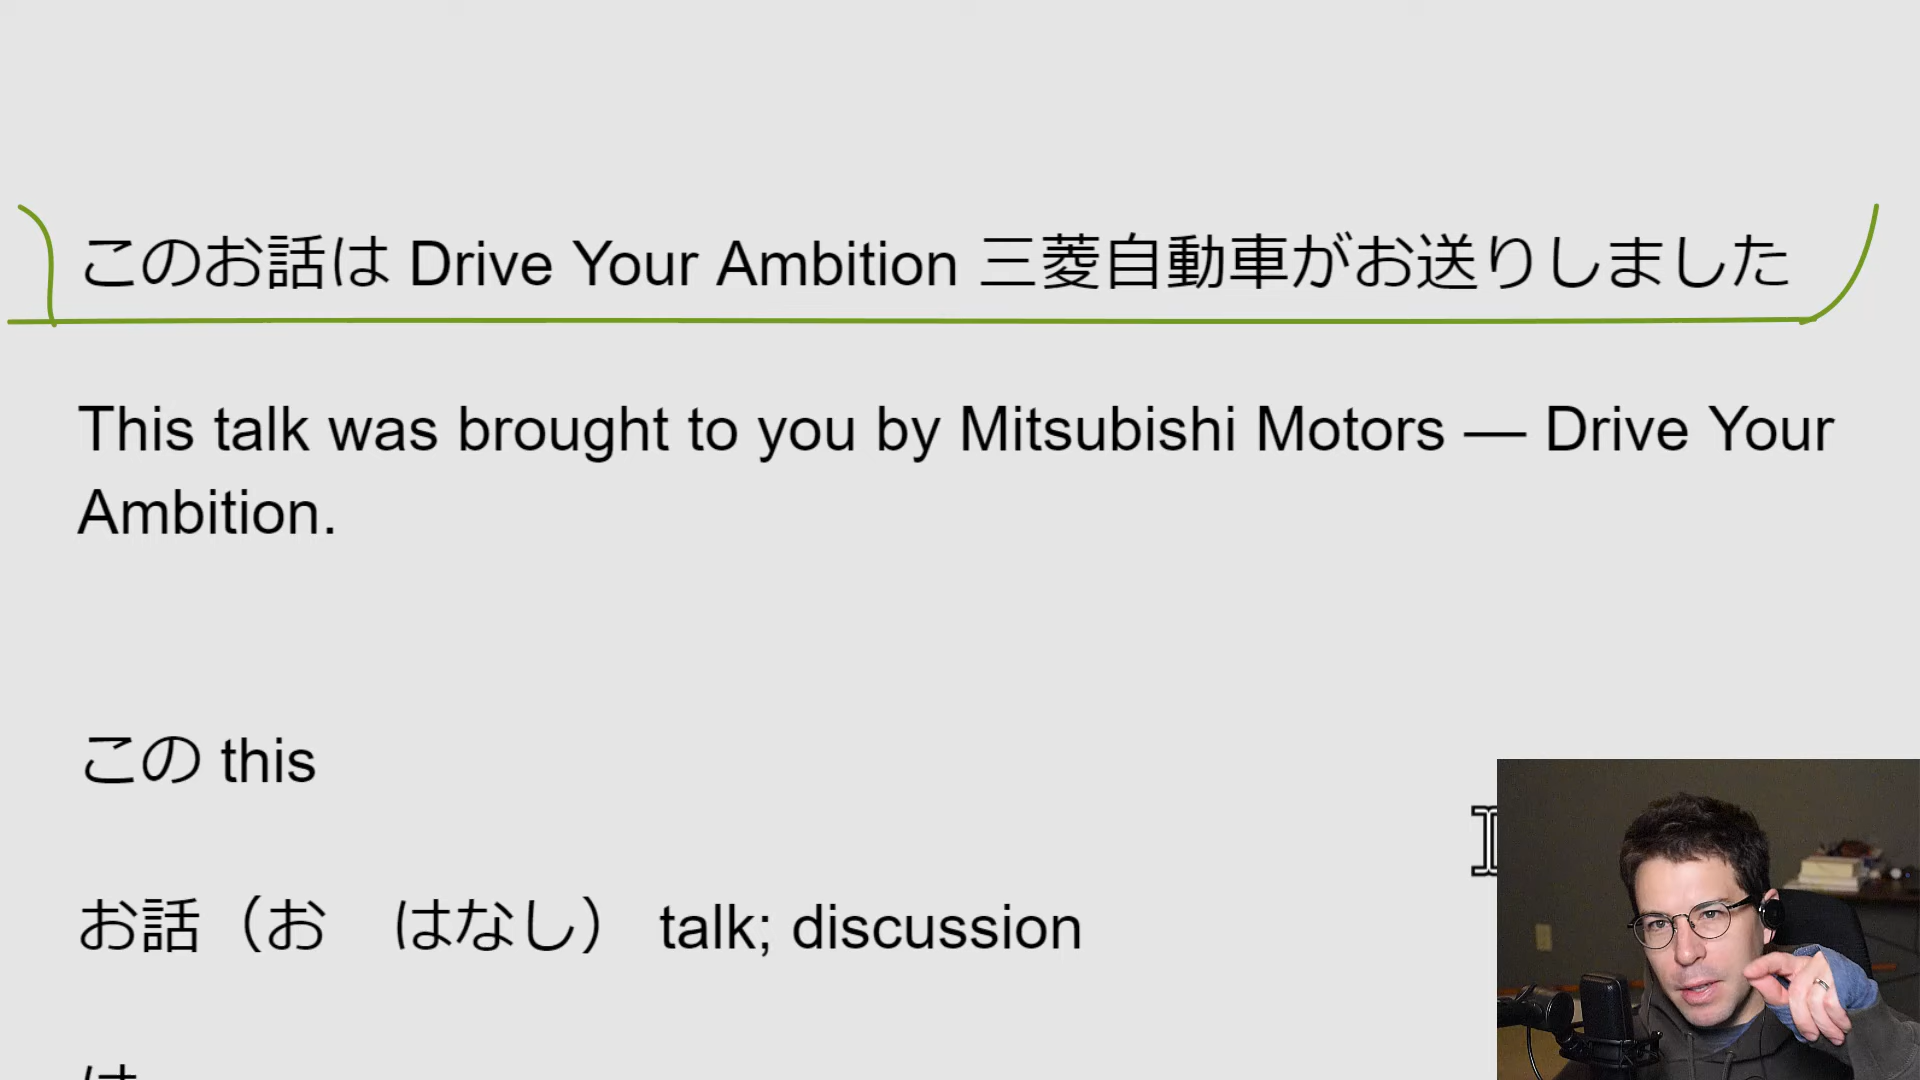 このお話は Drive Your Ambition 三菱自動車がお送りしました
This talk was brought to you by Mitsubishi Motors — Drive Your
Ambition.
この this
お話（お　はなし） talk; discussion